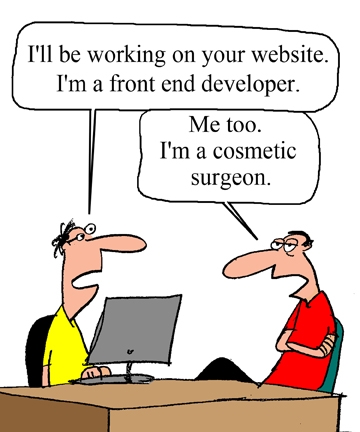 I'll be working on your website.
I'm a front end developer.
Me too.
I'm a cosmetic
surgeon.